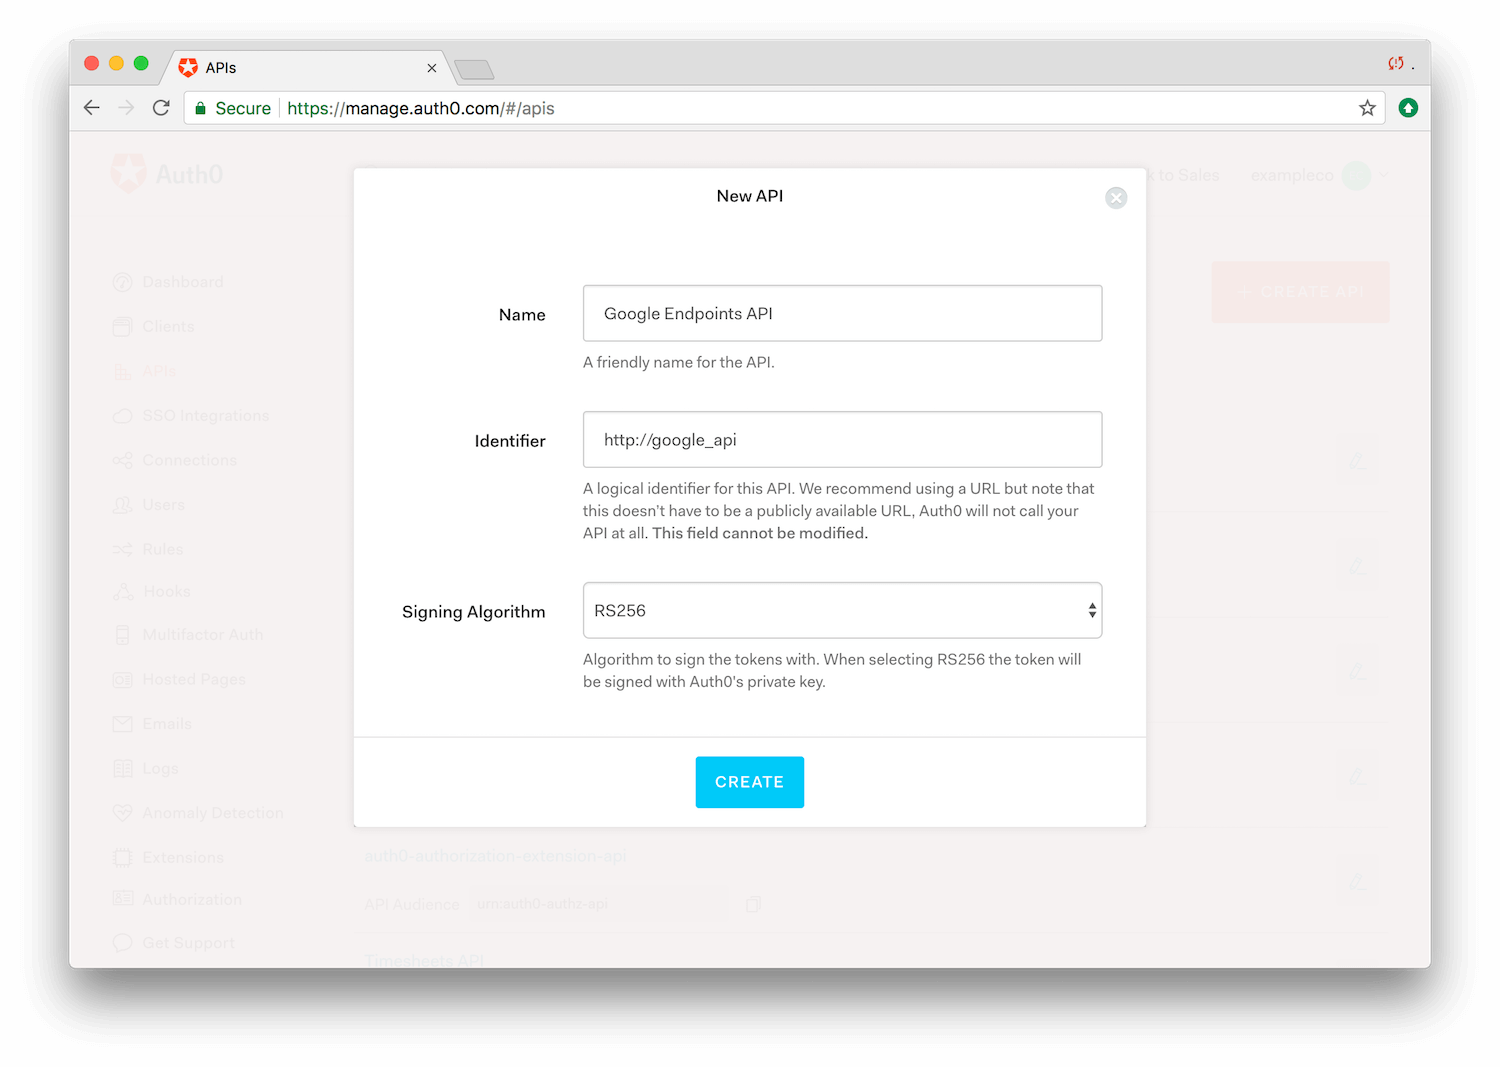 APIs
Secure https://manage.auth0.com/#/apis
Auth0
k to Sales
exampleco
New API
+ CREATE API
Dashboard
Clients
APIs
SSO Integrations
Connections
Users
Rules
Hooks
Multifactor Auth
Hosted Pages
Emails
Logs
Anomaly Detection
Extensions
Authorization
Get Support
Name
Google Endpoints API
A friendly name for the API.
Identifier
http://google_api
A logical identifier for this API. We recommend using a URL but note that
this doesn't have to be a publicly available URL, Auth0 will not call your
API at all. This field cannot be modified.
Signing Algorithm
RS256
Algorithm to sign the tokens with. When selecting RS256 the token will
be signed with Auth0's private key.
CREATE
auth0-authorization-extension-api
API Audience urn:auth0-authz-api
Timesheets API